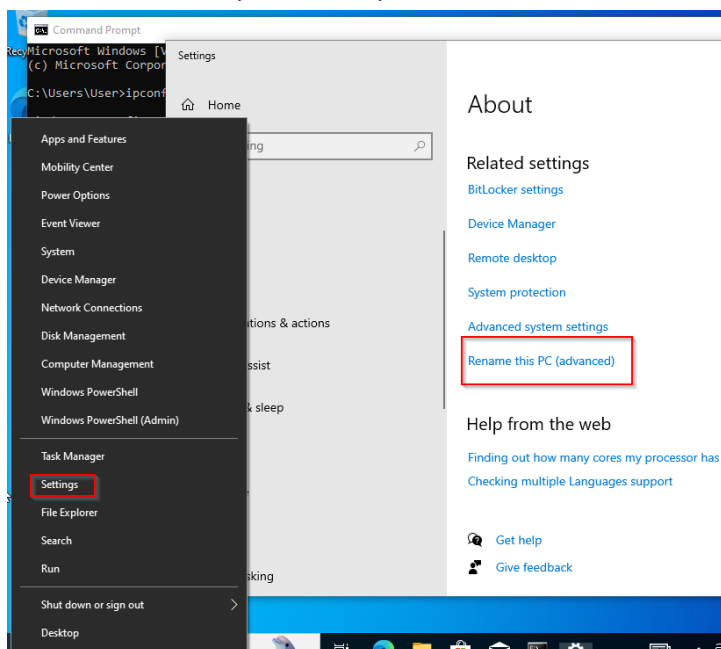 Command Prompt
Microsoft Windows [V
(c) Microsoft Corpor
C:\Users\User>ipconf
Settings
Home
ing
tions & actions
ssist
& sleep
sking
Apps and Features
Mobility Center
Power Options
Event Viewer
System
Device Manager
Network Connections
Disk Management
Computer Management
Windows PowerShell
Windows PowerShell (Admin)
Task Manager
Settings
File Explorer
Search
Run
Shut down or sign out
Desktop
About
Related settings
BitLocker settings
Device Manager
Remote desktop
System protection
Advanced system settings
Rename this PC (advanced)
Help from the web
Finding out how many cores my processor has
Checking multiple Languages support
Get help
Give feedback